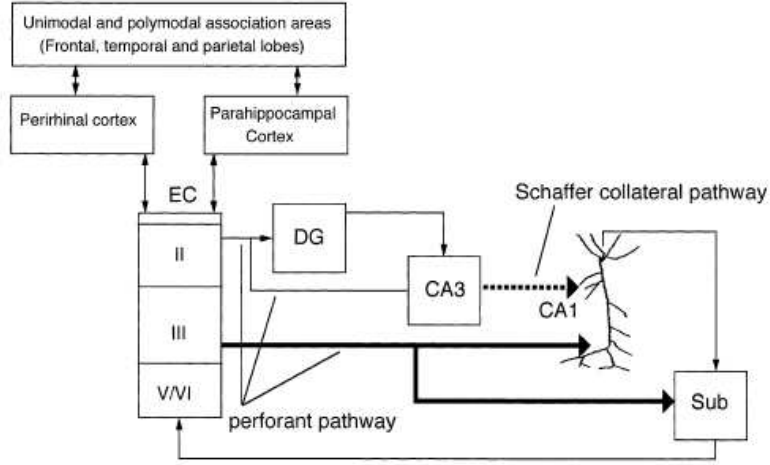 Unimodal and polymodal association areas
(Frontal, temporal and parietal lobes)
Perirhinal cortex
Parahippocampal
Cortex
EC
Schaffer collateral pathway
DG
II
CA3
CA1
III
V/VI
Sub
perforant pathway